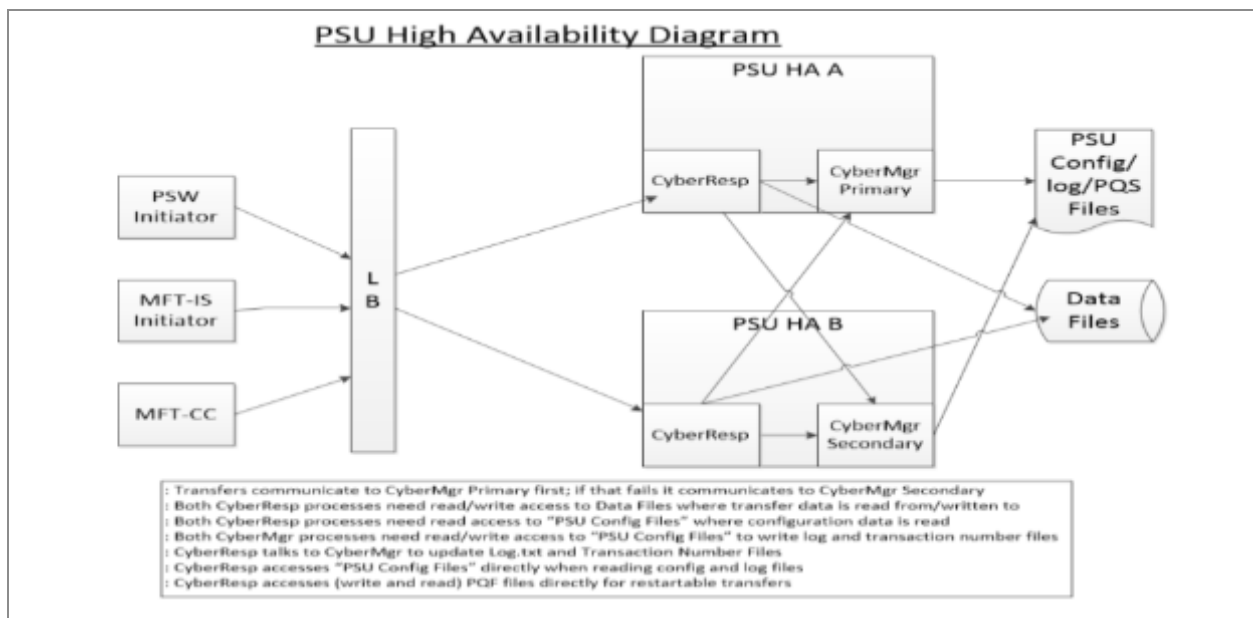 PSU High Availability Diagram
PSU HA A
CyberResp
CyberMgr
Primary
PSU
Config/
log/PQS
Files
PSW
Initiator
L
B
MFT-IS
Initiator
MFT-CC
Data
Files
PSU HA B
CyberResp
CyberMgr
Secondary
: Transfers communicate to CyberMgr Primary first; if that fails it communicates to CyberMgr Secondary
: Both CyberResp processes need read/write access to Data Files where transfer data is read from/written to
: Both CyberResp processes need read access to "PSU Config Files" where configuration data is read
: Both CyberMgr processes need read/write access to "PSU Config Files" to write log and transaction number files
: CyberResp talks to CyberMgr to update Log.txt and Transaction Number Files
: CyberResp accesses "PSU Config Files" directly when reading config and log files
: CyberResp accesses (write and read) PQF files directly for restartable transfers